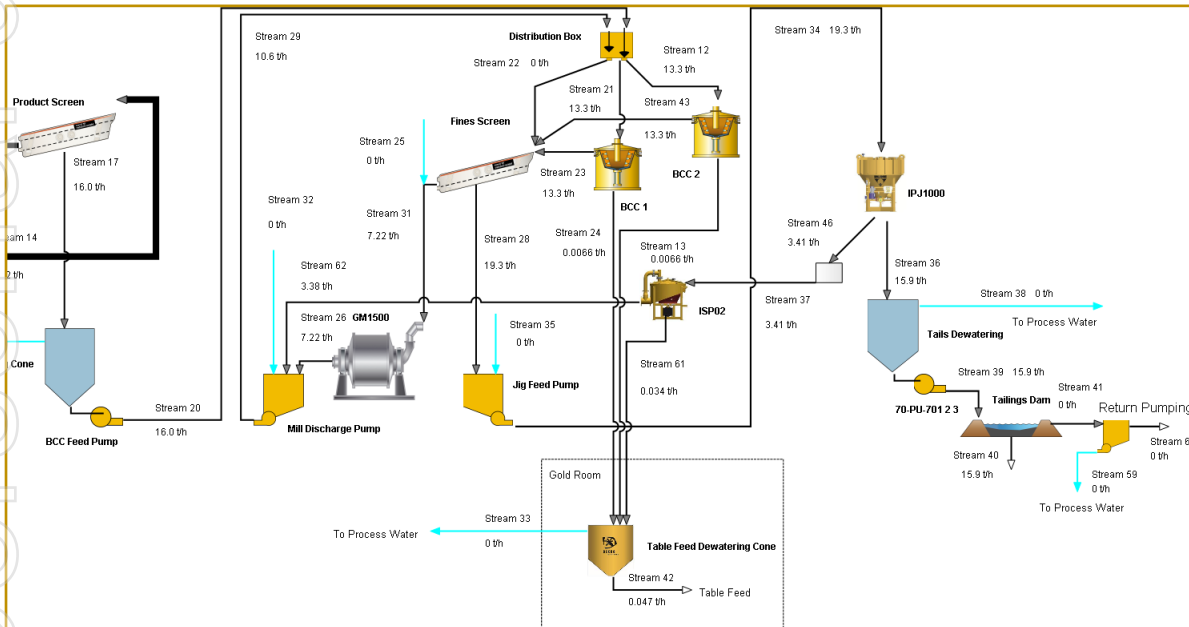 Stream 29
10.6 t/h
Distribution Box
Stream 34 19.3 t/h
Stream 12
13.3 t/h
Stream 22 0 t/h
Product Screen
Stream 21
13.3 t/h
Stream 43
13.3 t/h
Fines Screen
Stream 25
0 t/h
Stream 17
16.0 t/h
BCC 2
Stream 23
13.3 t/h
BCC 1
IPJ1000
Stream 32
0 t/h
Stream 31
7.22 t/h
Stream 28
19.3 t/h
Stream 24
0.0066 t/h
Stream 13
0.0066 t/h
Stream 46
3.41 t/h
eam 14
2 t/h
Stream 62
3.38 t/h
Stream 36
15.9 t/h
Stream 38 0 t/h
To Process Water
Stream 26
7.22 t/h
GM1500
ISP02
Stream 37
3.41 t/h
Stream 35
0 t/h
Tails Dewatering
Cone
Stream 61
0.034 t/h
Jig Feed Pump
Stream 39 15.9 t/h
Stream 41
0 t/h
Stream 20
16.0 t/h
BCC Feed Pump
Mill Discharge Pump
70-PU-701 2 3
Tailings Dam
Return Pumping
Stream 6
0 t/h
Stream 40
15.9 t/h
Stream 59
0 t/h
To Process Water
Gold Room
Stream 33
0 t/h
To Process Water
Table Feed Dewatering Cone
Stream 42
0.047 t/h
Table Feed